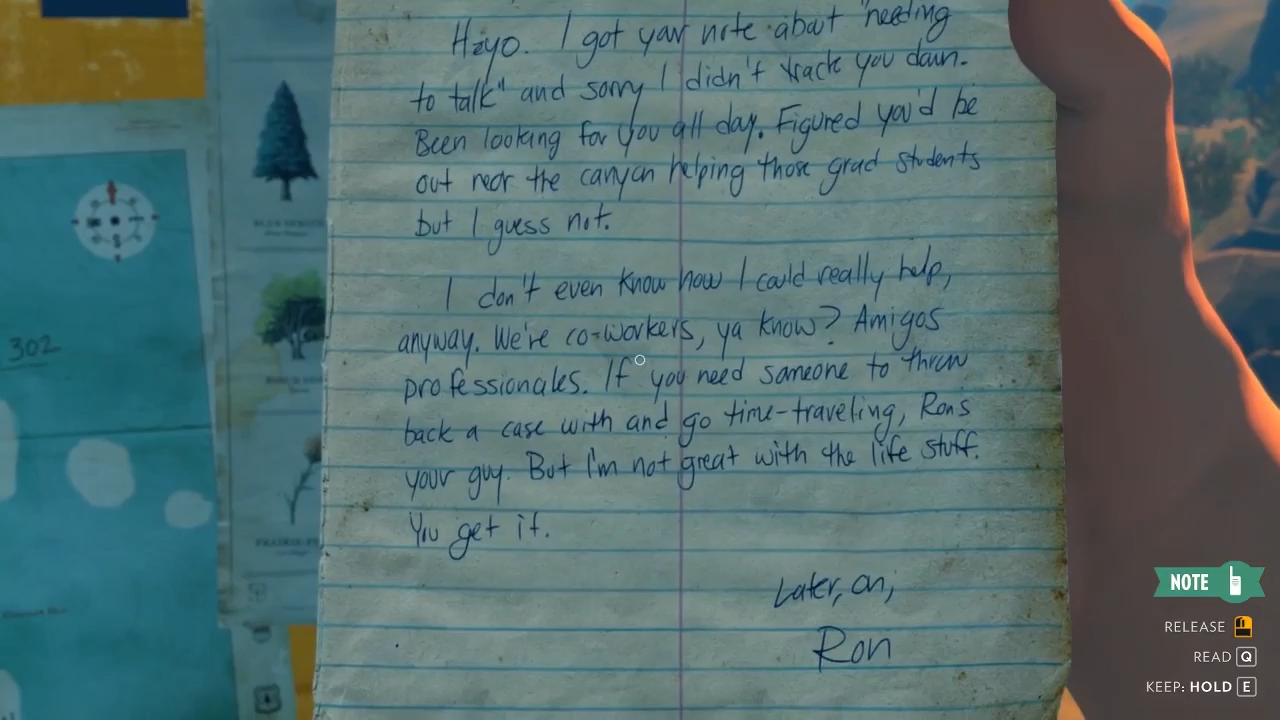 Heyo. I got your note about "needing
to talk" and sorry I didn't track you down.
Been looking for you all day. Figured you'd be
out near the canyon helping those grad students
but I guess not.
I don't even know how I could really help,
anyway. We're co-workers, ya know? Amigos
professionales. If you need someone to throw
back a case with and go time-traveling, Rons
your guy. But I'm not great with the life stuff.
You get it.
Later, on,
Ron
302
NOTE
RELEASE
READ Q
KEEP: HOLD E